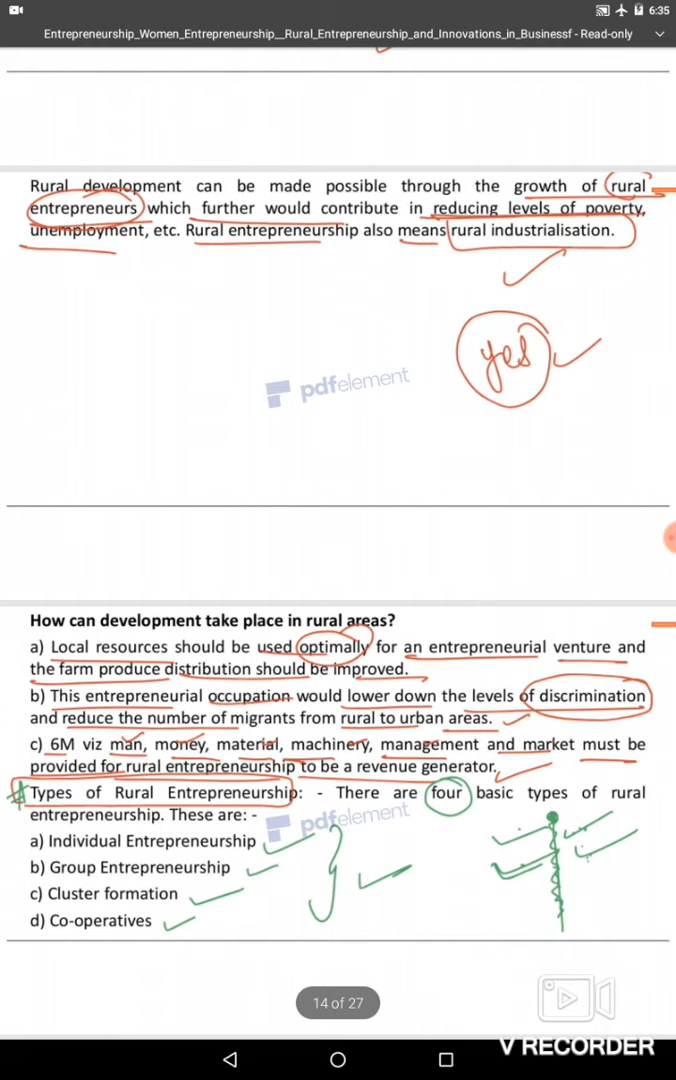 6:35
Entrepreneurship_Women_Entrepreneurship__Rural_Entrepreneurship_and_Innovations_in_Businessf - Read-only
Rural development can be made possible through the growth of rural
entrepreneurs which further would contribute in reducing levels of poverty,
unemployment, etc. Rural entrepreneurship also means rural industrialisation.
yes
pdfelement
How can development take place in rural areas?
a) Local resources should be used optimally for an entrepreneurial venture and
the farm produce distribution should be improved.
b) This entrepreneurial occupation would lower down the levels of discrimination
and reduce the number of migrants from rural to urban areas.
c) 6M viz man, money, material, machinery, management and market must be
provided for rural entrepreneurship to be a revenue generator.
# Types of Rural Entrepreneurship: - There are four basic types of rural
entrepreneurship. These are: -
pdfelement
a) Individual Entrepreneurship
b) Group Entrepreneurship
c) Cluster formation
d) Co-operatives
14 of 27
V RECORDER